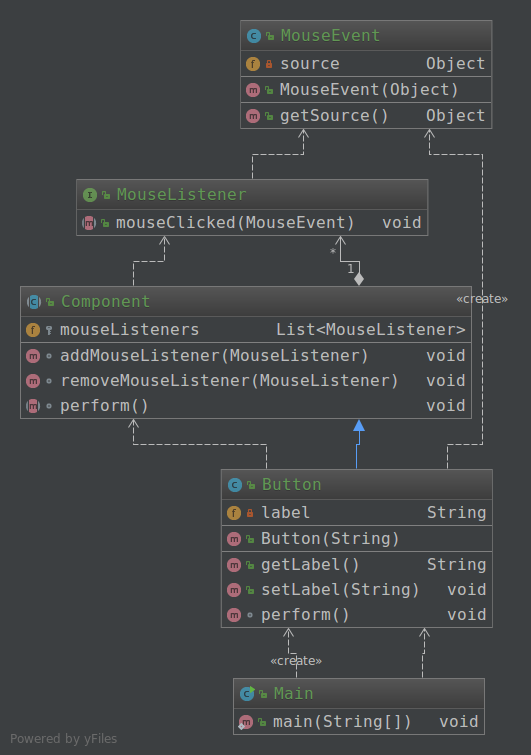 MouseEvent
source Object
MouseEvent(Object)
getSource() Object
MouseListener
mouseClicked(MouseEvent) void
*
1
Component
«create»
mouseListeners List<MouseListener>
addMouseListener(MouseListener) void
removeMouseListener(MouseListener) void
perform() void
Button
label String
Button(String)
getLabel() String
setLabel(String) void
perform() void
«create»
Main
main(String[]) void
Powered by yFiles